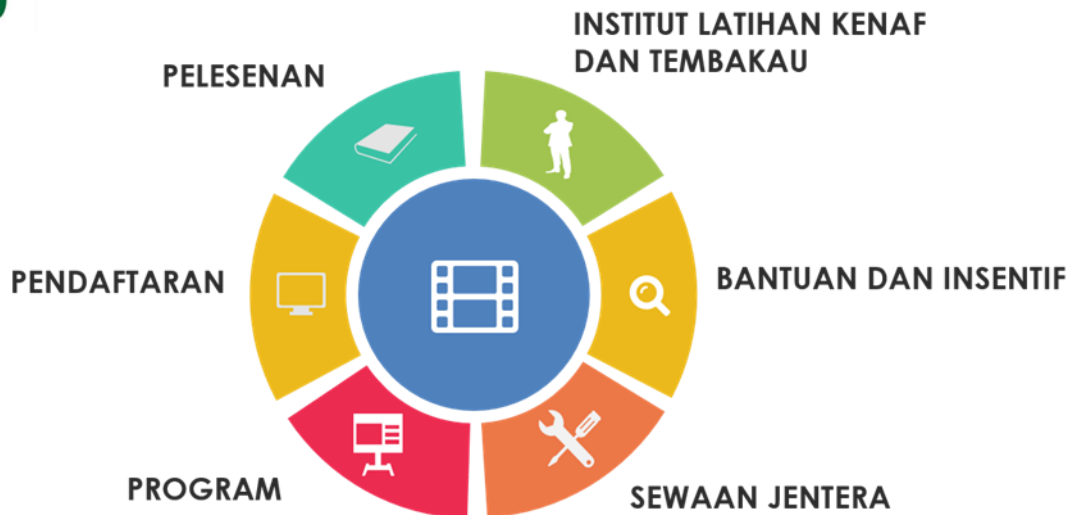 INSTITUT LATIHAN KENAF
DAN TEMBAKAU
PELESENAN
PENDAFTARAN
BANTUAN DAN INSENTIF
PROGRAM
SEWAAN JENTERA